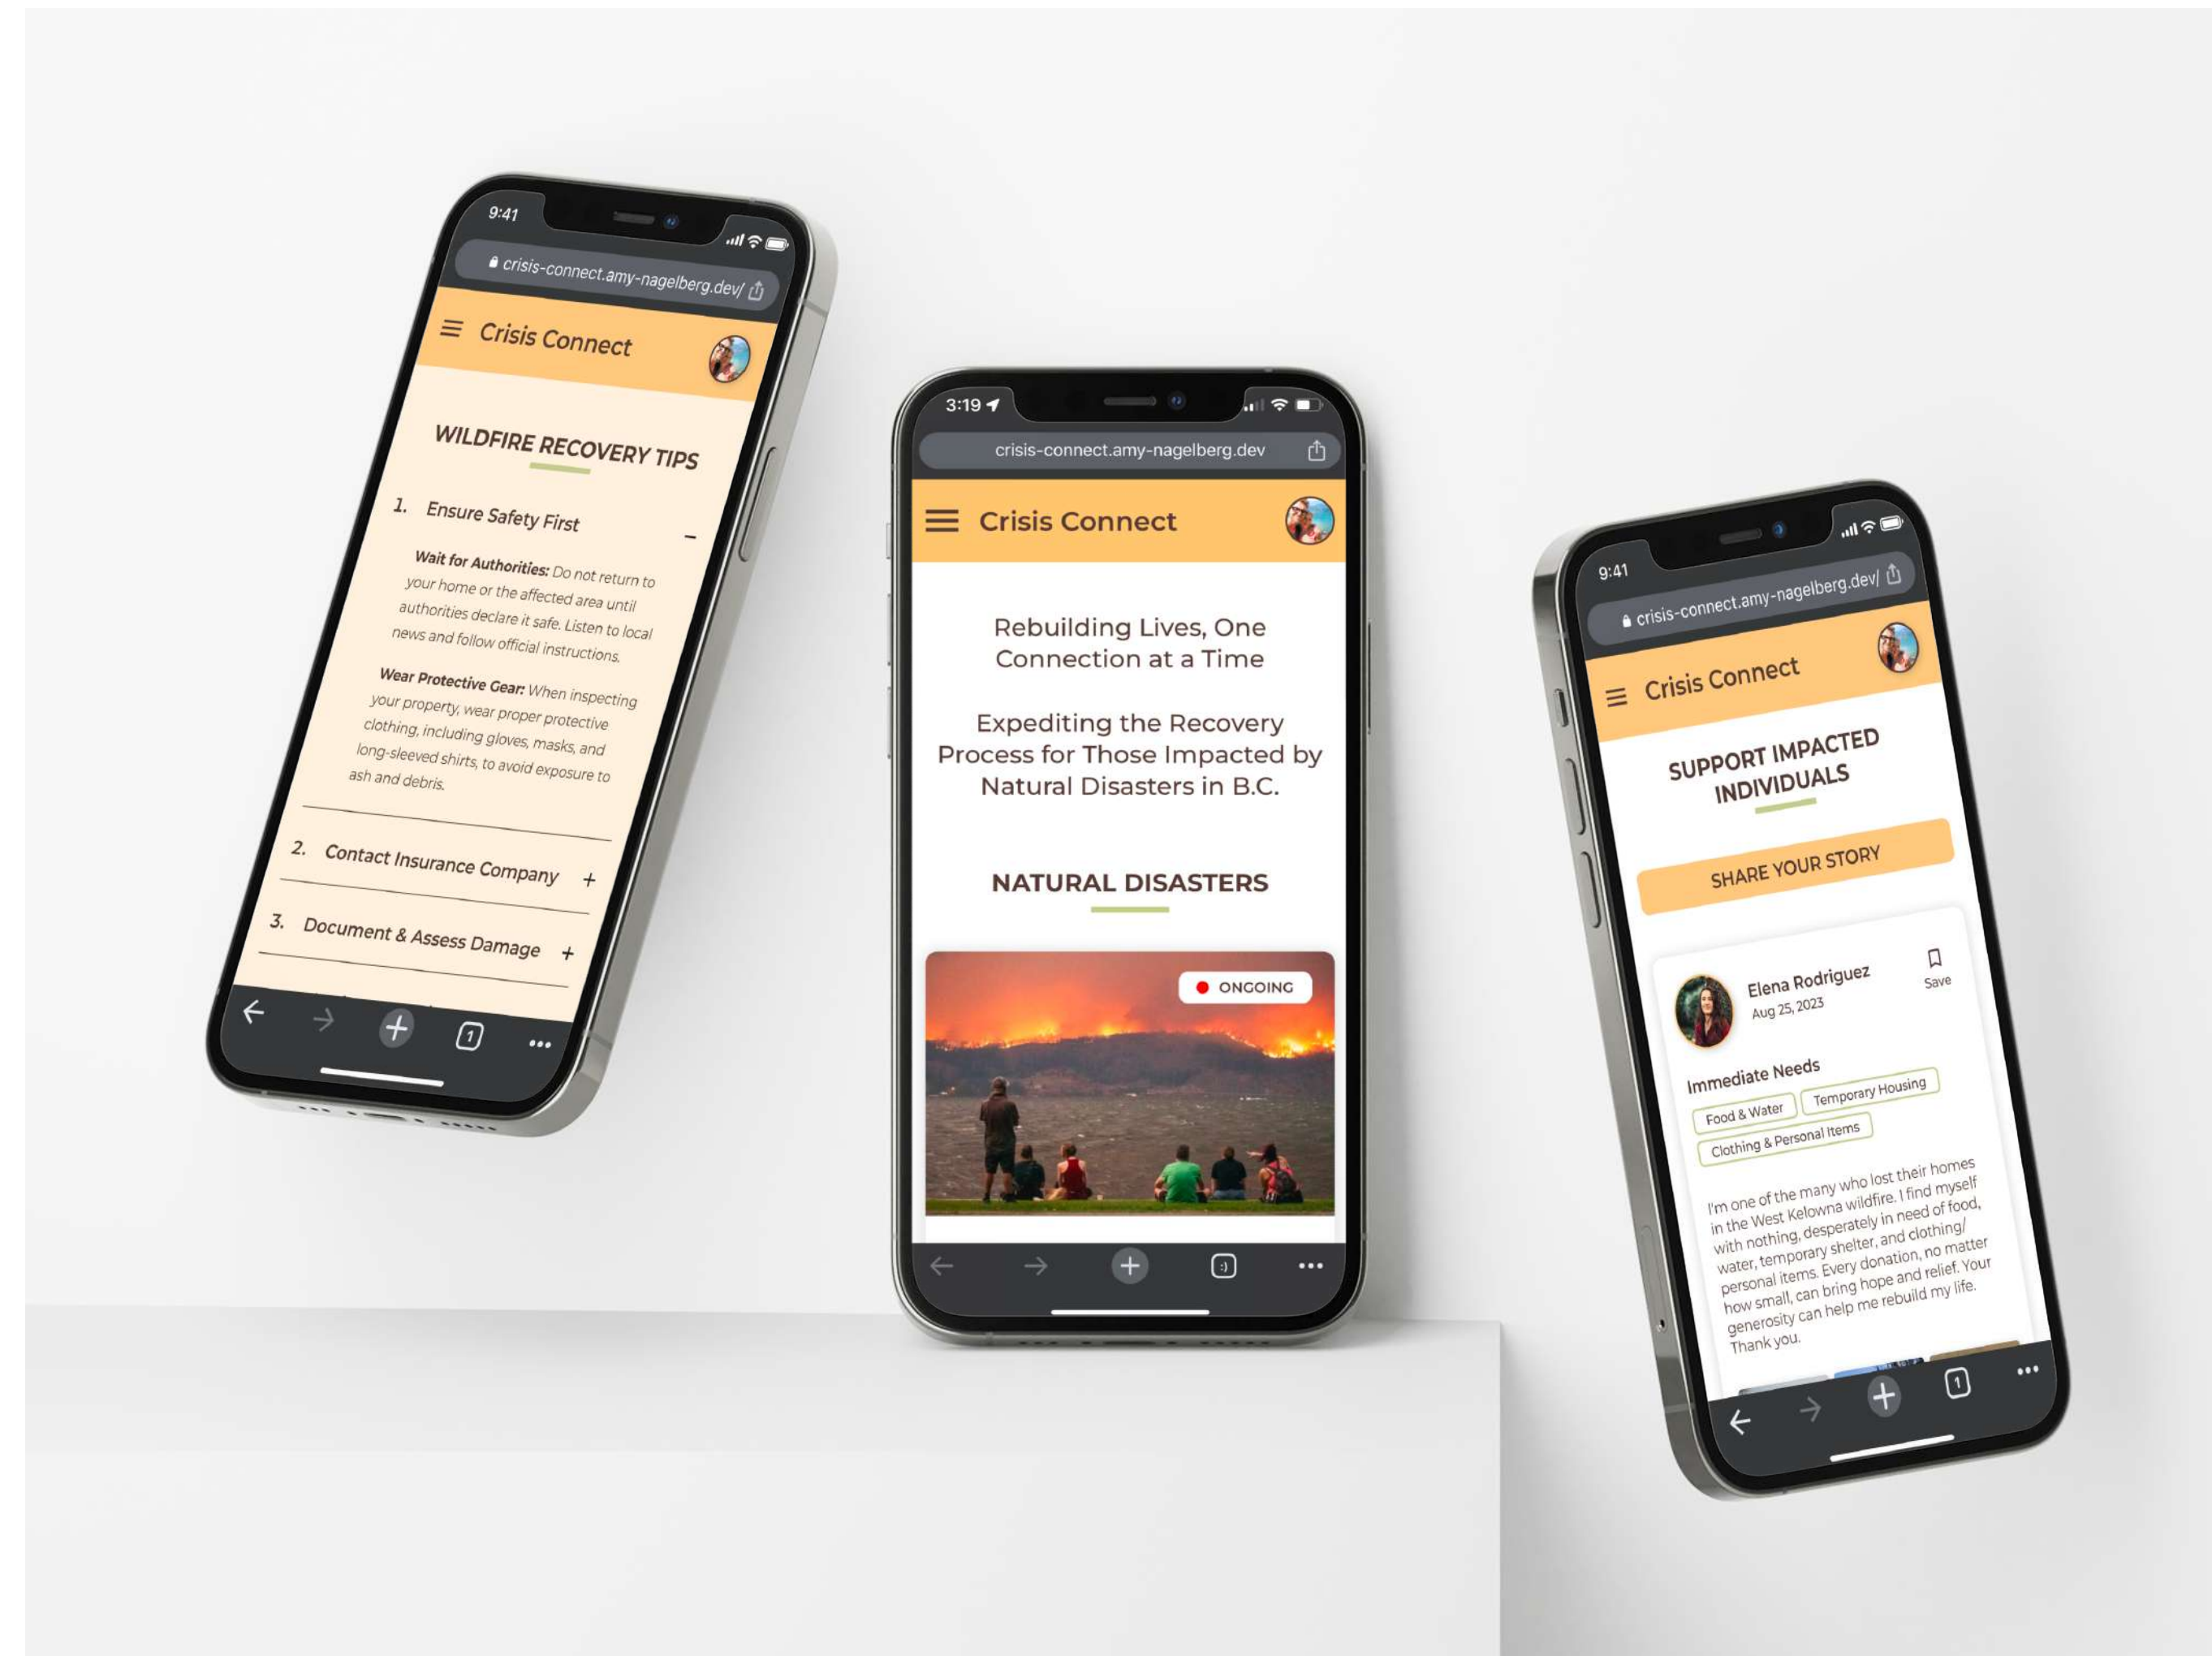 9:41
crisis-connect.amy-nagelberg.dev/
Crisis Connect
WILDFIRE RECOVERY TIPS
1. Ensure Safety First −
Wait for Authorities: Do not return to
your home or the affected area until
authorities declare it safe. Listen to local
news and follow official instructions.
Wear Protective Gear: When inspecting
your property, wear proper protective
clothing, including gloves, masks, and
long-sleeved shirts, to avoid exposure to
ash and debris.
2. Contact Insurance Company +
3. Document & Assess Damage +
1
3:19
crisis-connect.amy-nagelberg.dev
Crisis Connect
Rebuilding Lives, One
Connection at a Time
Expediting the Recovery
Process for Those Impacted by
Natural Disasters in B.C.
NATURAL DISASTERS
ONGOING
:)
9:41
crisis-connect.amy-nagelberg.dev/
Crisis Connect
SUPPORT IMPACTED
INDIVIDUALS
SHARE YOUR STORY
Elena Rodriguez
Aug 25, 2023
Save
Immediate Needs
Food & Water
Temporary Housing
Clothing & Personal Items
I'm one of the many who lost their homes
in the West Kelowna wildfire. I find myself
with nothing, desperately in need of food,
water, temporary shelter, and clothing/
personal items. Every donation, no matter
how small, can bring hope and relief. Your
generosity can help me rebuild my life.
Thank you.
1